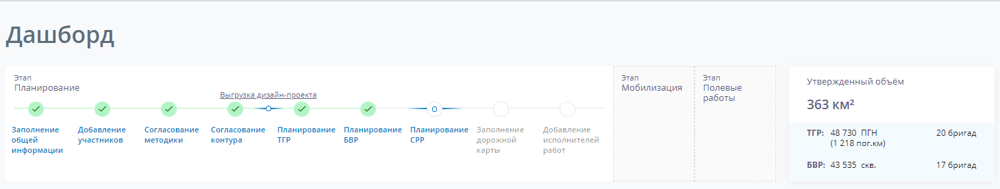 Дашборд
Этап
Планирование
Выгрузка дизайн-проекта
Заполнение
общей
информации
Добавление
участников
Согласование
методики
Согласование
контура
Планирование
ТГР
Планирование
БВР
Планирование
СРР
Заполнение
дорожной
карты
Добавление
исполнителей
работ
Этап
Мобилизация
Этап
Полевые
работы
Утвержденный объём
363 км²
ТГР: 48 730 ПГН 20 бригад
(1 218 пог.км)
БВР: 43 535 скв. 17 бригад